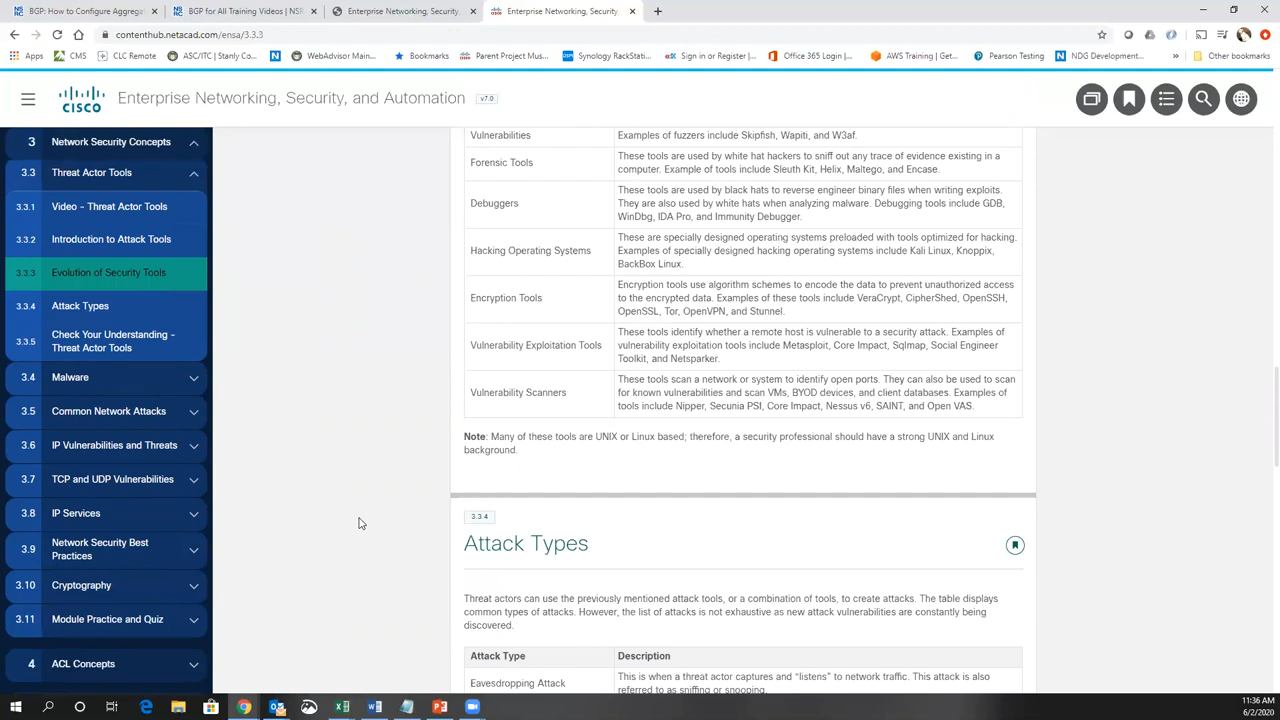 BGP: How to Configure Aggregat
BGP for All Training Videos | NSR
Enterprise Networking, Security,
Enterprise Networking, Security,
contenthub.netacad.com/ensa/3.3.3
Apps
CMS
CLC Remote
ASC/ITC | Stanly Co...
WebAdvisor Main...
Bookmarks
Parent Project Mus...
Synology RackStati...
Sign in or Register |...
Office 365 Login |...
AWS Training | Get...
Pearson Testing
NDG Development...
Other bookmarks
CISCO
Enterprise Networking, Security, and Automation
v7.0
3 Network Security Concepts
3.3 Threat Actor Tools
3.3.1 Video - Threat Actor Tools
3.3.2 Introduction to Attack Tools
3.3.3 Evolution of Security Tools
3.3.4 Attack Types
3.3.5 Check Your Understanding -
Threat Actor Tools
3.4 Malware
3.5 Common Network Attacks
3.6 IP Vulnerabilities and Threats
3.7 TCP and UDP Vulnerabilities
3.8 IP Services
3.9 Network Security Best
Practices
3.10 Cryptography
3.11 Module Practice and Quiz
4 ACL Concepts
Vulnerabilities
Examples of fuzzers include Skipfish, Wapiti, and W3af.
Forensic Tools
These tools are used by white hat hackers to sniff out any trace of evidence existing in a
computer. Example of tools include Sleuth Kit, Helix, Maltego, and Encase.
Debuggers
These tools are used by black hats to reverse engineer binary files when writing exploits.
They are also used by white hats when analyzing malware. Debugging tools include GDB,
WinDbg, IDA Pro, and Immunity Debugger.
Hacking Operating Systems
These are specially designed operating systems preloaded with tools optimized for hacking.
Examples of specially designed hacking operating systems include Kali Linux, Knoppix,
BackBox Linux.
Encryption Tools
Encryption tools use algorithm schemes to encode the data to prevent unauthorized access
to the encrypted data. Examples of these tools include VeraCrypt, CipherShed, OpenSSH,
OpenSSL, Tor, OpenVPN, and Stunnel.
Vulnerability Exploitation Tools
These tools identify whether a remote host is vulnerable to a security attack. Examples of
vulnerability exploitation tools include Metasploit, Core Impact, Sqlmap, Social Engineer
Toolkit, and Netsparker.
Vulnerability Scanners
These tools scan a network or system to identify open ports. They can also be used to scan
for known vulnerabilities and scan VMs, BYOD devices, and client databases. Examples of
tools include Nipper, Secunia PSI, Core Impact, Nessus v6, SAINT, and Open VAS.
Note: Many of these tools are UNIX or Linux based; therefore, a security professional should have a strong UNIX and Linux
background.
3.3.4
Attack Types
Threat actors can use the previously mentioned attack tools, or a combination of tools, to create attacks. The table displays
common types of attacks. However, the list of attacks is not exhaustive as new attack vulnerabilities are constantly being
discovered.
Attack Type
Description
Eavesdropping Attack
This is when a threat actor captures and “listens” to network traffic. This attack is also
referred to as sniffing or snooping.
11:36 AM
6/2/2020